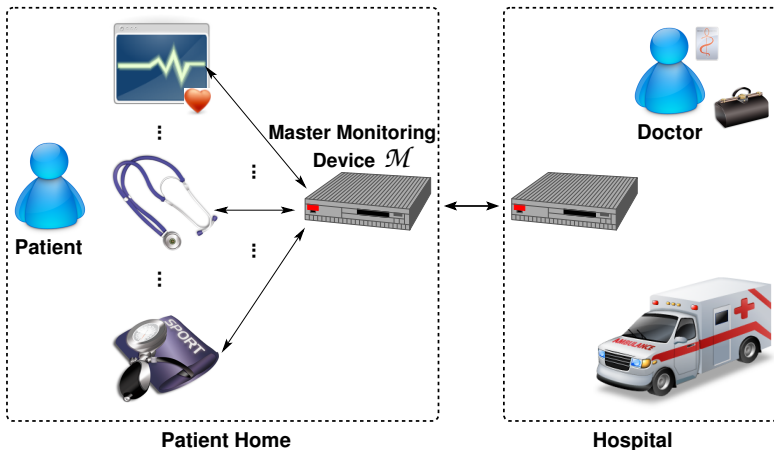 Master Monitoring
Device ℳ
Doctor
Patient
SPORT
AMBULANCE
Patient Home
Hospital